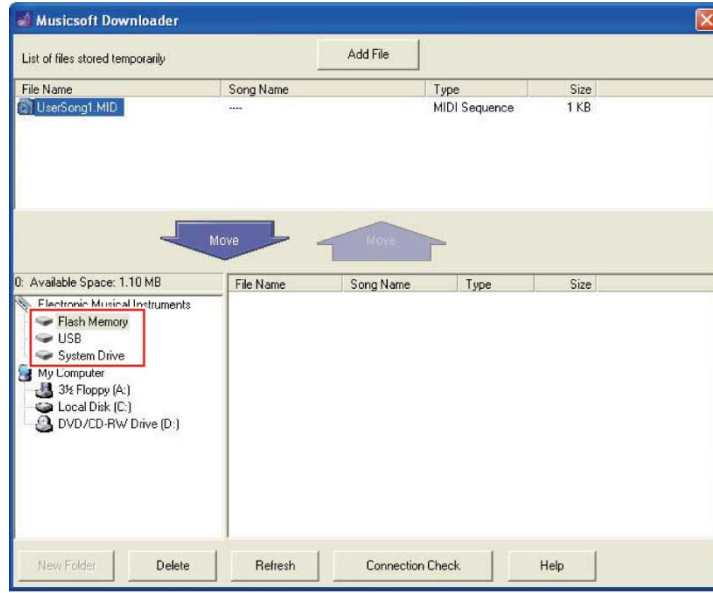 Musicsoft Downloader
List of files stored temporarily
Add File
File Name Song Name Type Size
UserSong1.MID ---- MIDI Sequence 1 KB
Move Move
0: Available Space: 1.10 MB
File Name Song Name Type Size
Electronic Musical Instruments
Flash Memory
USB
System Drive
My Computer
3½ Floppy (A:)
Local Disk (C:)
DVD/CD-RW Drive (D:)
New Folder Delete Refresh Connection Check Help